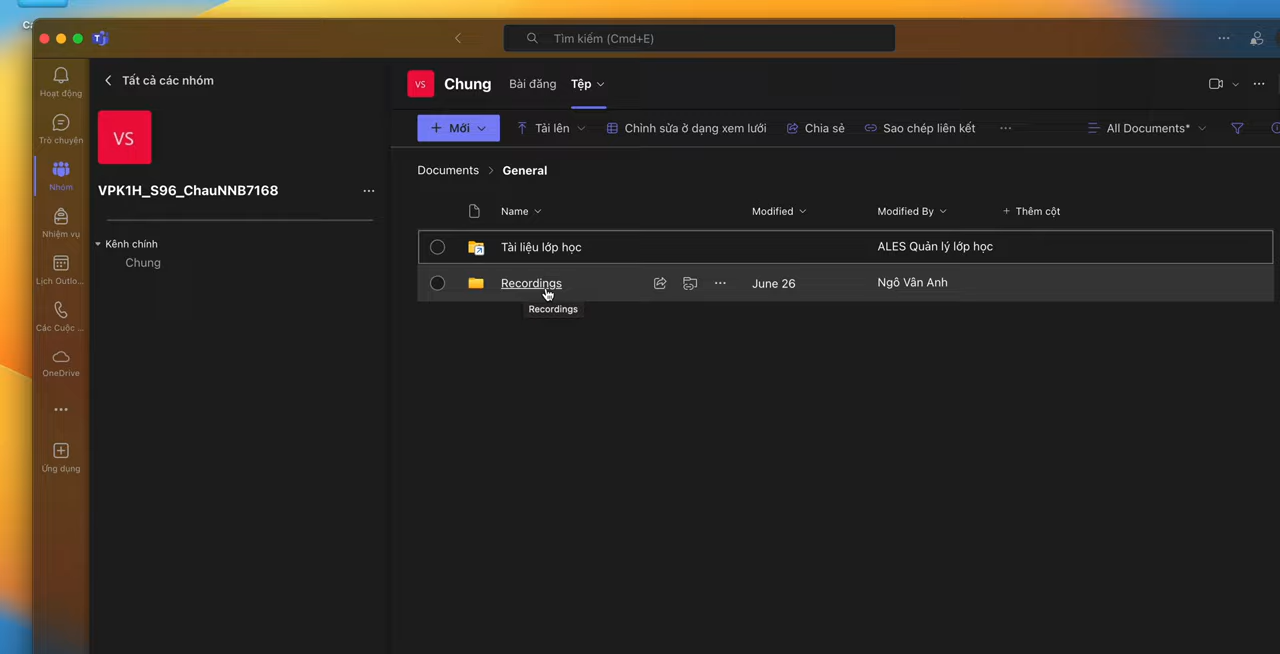 Tìm kiếm (Cmd+E)
Hoạt động
Trò chuyện
Nhóm
Nhiệm vụ
Lịch Outlo...
Các Cuộc ...
OneDrive
Ứng dụng
Tất cả các nhóm
VS
VPK1H_S96_ChauNNB7168
Kênh chính
Chung
VS Chung Bài đăng Tệp
Mới Tải lên Chỉnh sửa ở dạng xem lưới Chia sẻ Sao chép liên kết All Documents*
Documents > General
Name Modified Modified By + Thêm cột
Tài liệu lớp học ALES Quản lý lớp học
Recordings June 26 Ngô Vân Anh
Recordings